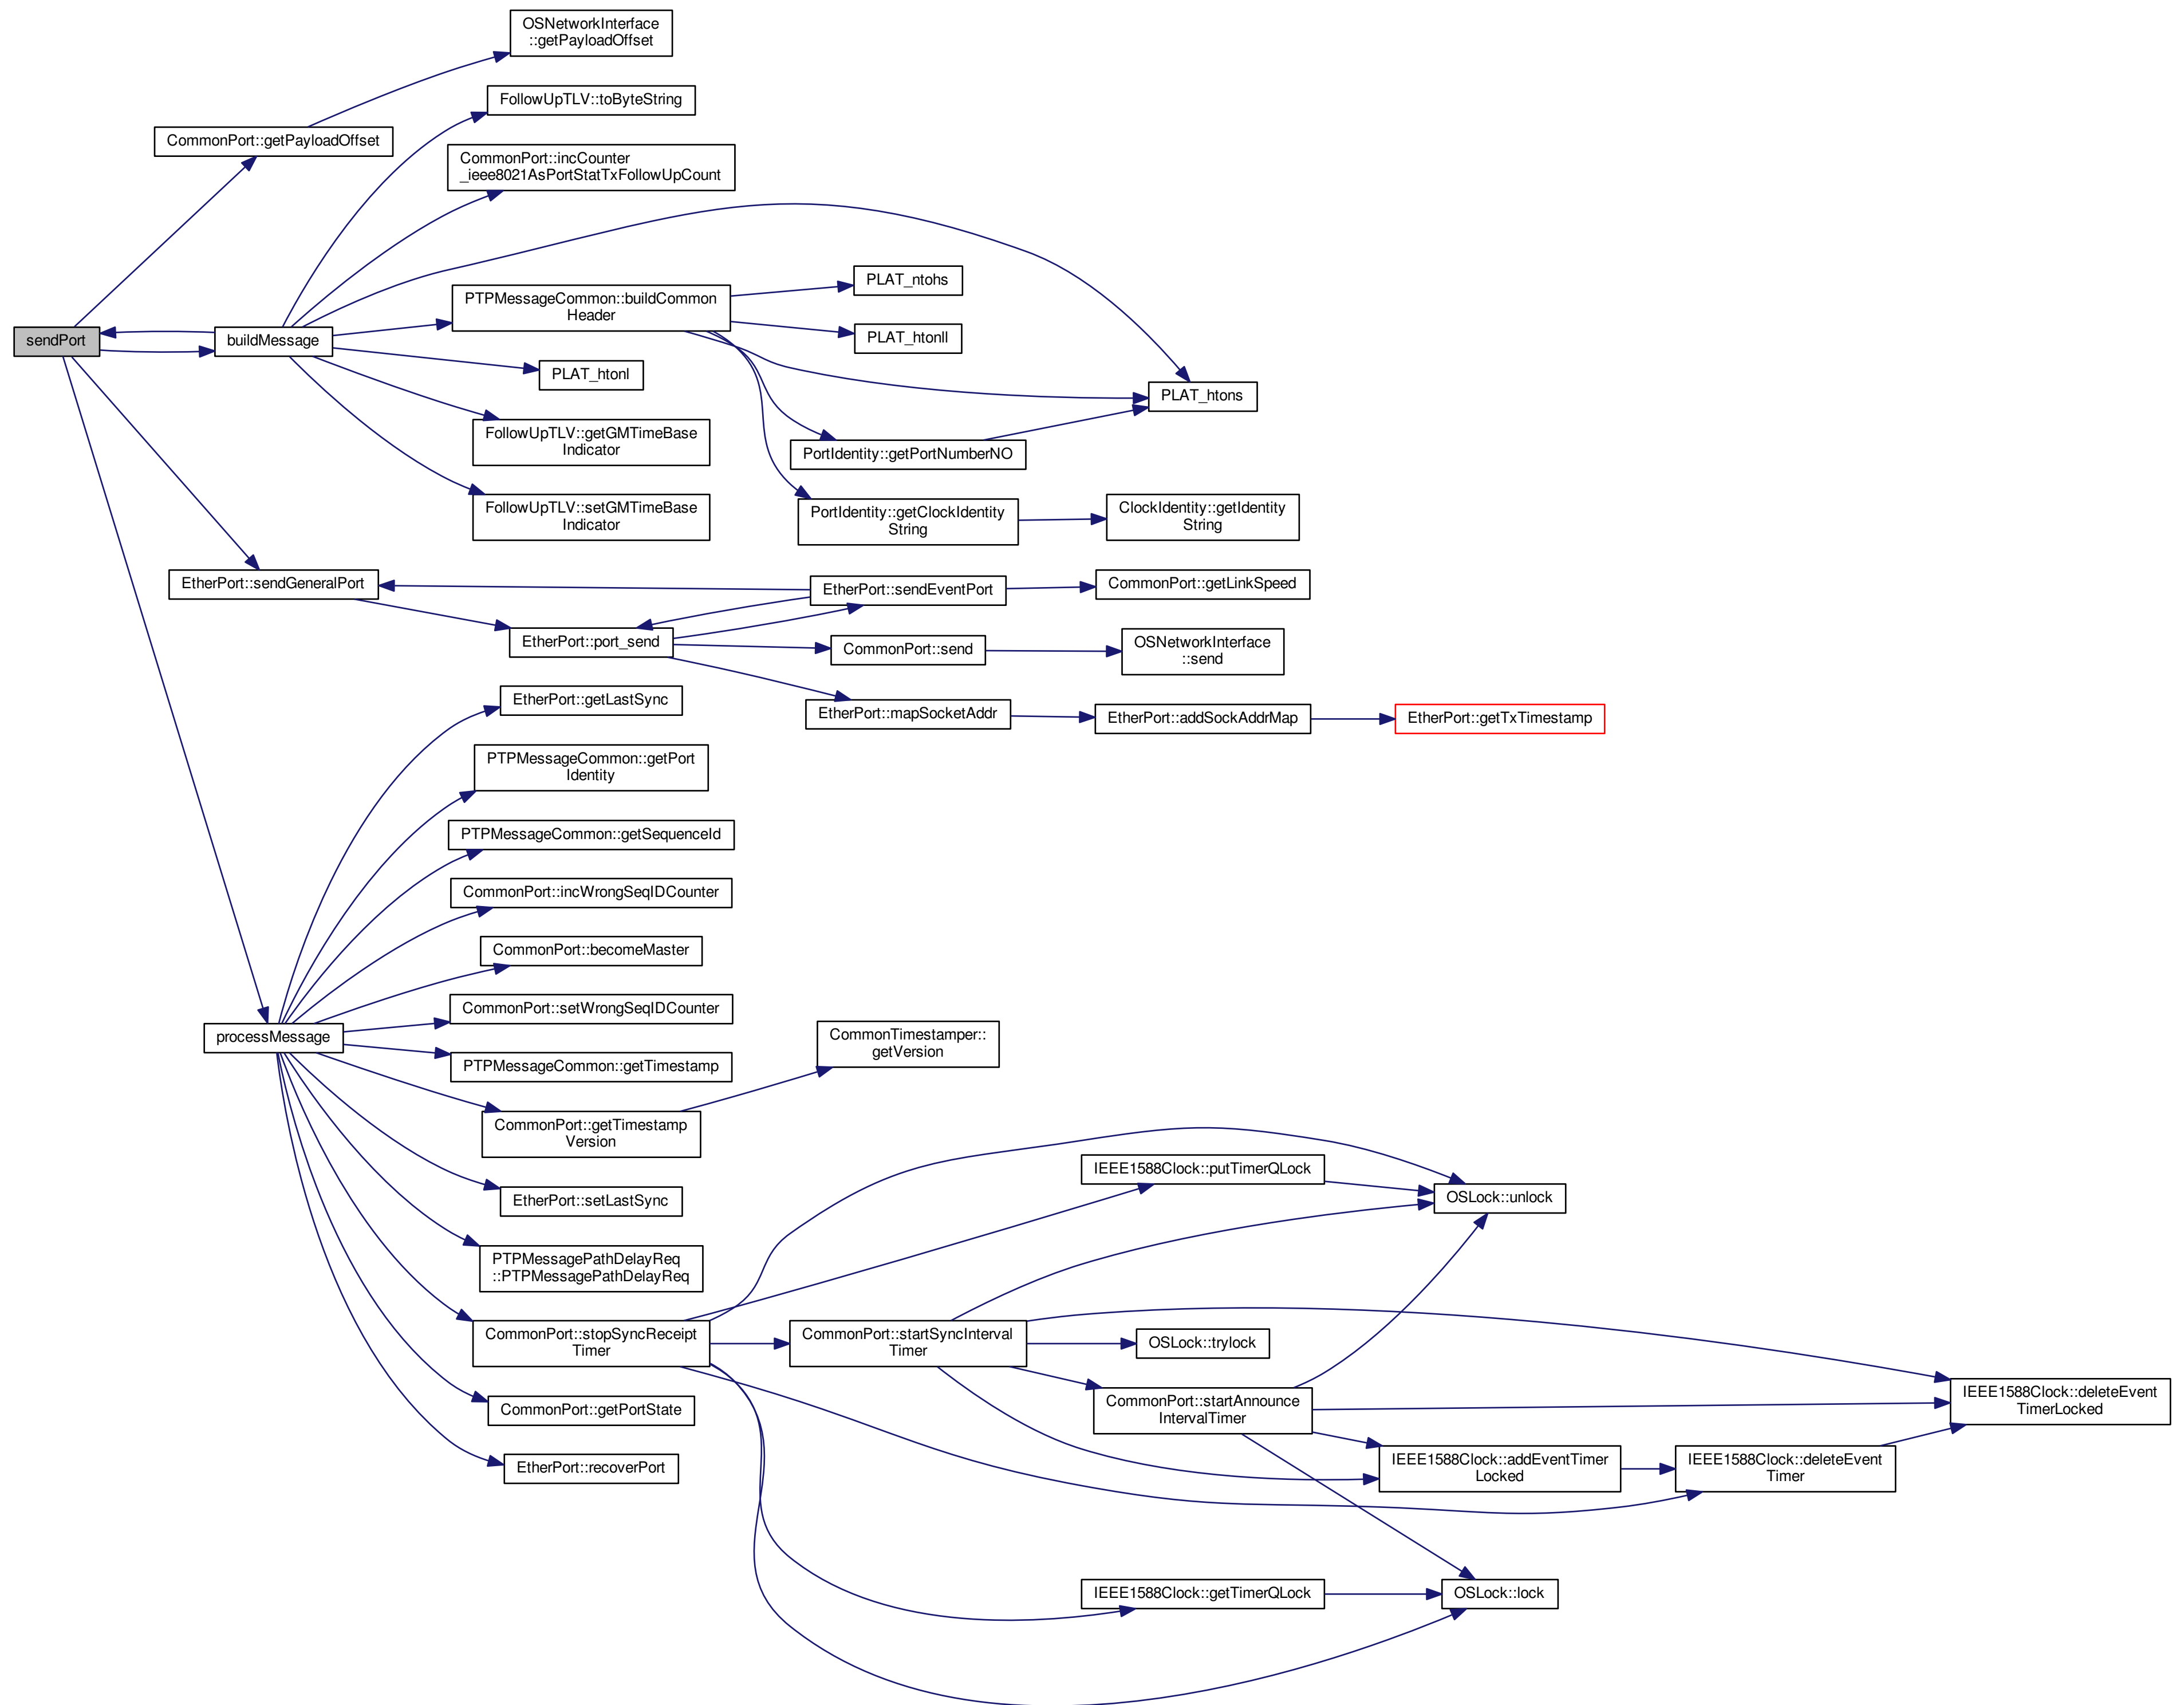 OSNetworkInterface
::getPayloadOffset
FollowUpTLV::toByteString
CommonPort::getPayloadOffset
CommonPort::incCounter
_ieee8021AsPortStatTxFollowUpCount
PLAT_ntohs
PTPMessageCommon::buildCommon
Header
PLAT_htonll
sendPort
buildMessage
PLAT_htonl
PLAT_htons
FollowUpTLV::getGMTimeBase
Indicator
PortIdentity::getPortNumberNO
FollowUpTLV::setGMTimeBase
Indicator
PortIdentity::getClockIdentity
String
ClockIdentity::getIdentity
String
EtherPort::sendGeneralPort
EtherPort::sendEventPort
CommonPort::getLinkSpeed
EtherPort::port_send
CommonPort::send
OSNetworkInterface
::send
EtherPort::getLastSync
EtherPort::mapSocketAddr
EtherPort::addSockAddrMap
EtherPort::getTxTimestamp
PTPMessageCommon::getPort
Identity
PTPMessageCommon::getSequenceId
CommonPort::incWrongSeqIDCounter
CommonPort::becomeMaster
CommonPort::setWrongSeqIDCounter
processMessage
CommonTimestamper::
getVersion
PTPMessageCommon::getTimestamp
CommonPort::getTimestamp
Version
IEEE1588Clock::putTimerQLock
EtherPort::setLastSync
OSLock::unlock
PTPMessagePathDelayReq
::PTPMessagePathDelayReq
CommonPort::stopSyncReceipt
Timer
CommonPort::startSyncInterval
Timer
OSLock::trylock
CommonPort::getPortState
CommonPort::startAnnounce
IntervalTimer
IEEE1588Clock::deleteEvent
TimerLocked
EtherPort::recoverPort
IEEE1588Clock::addEventTimer
Locked
IEEE1588Clock::deleteEvent
Timer
IEEE1588Clock::getTimerQLock
OSLock::lock